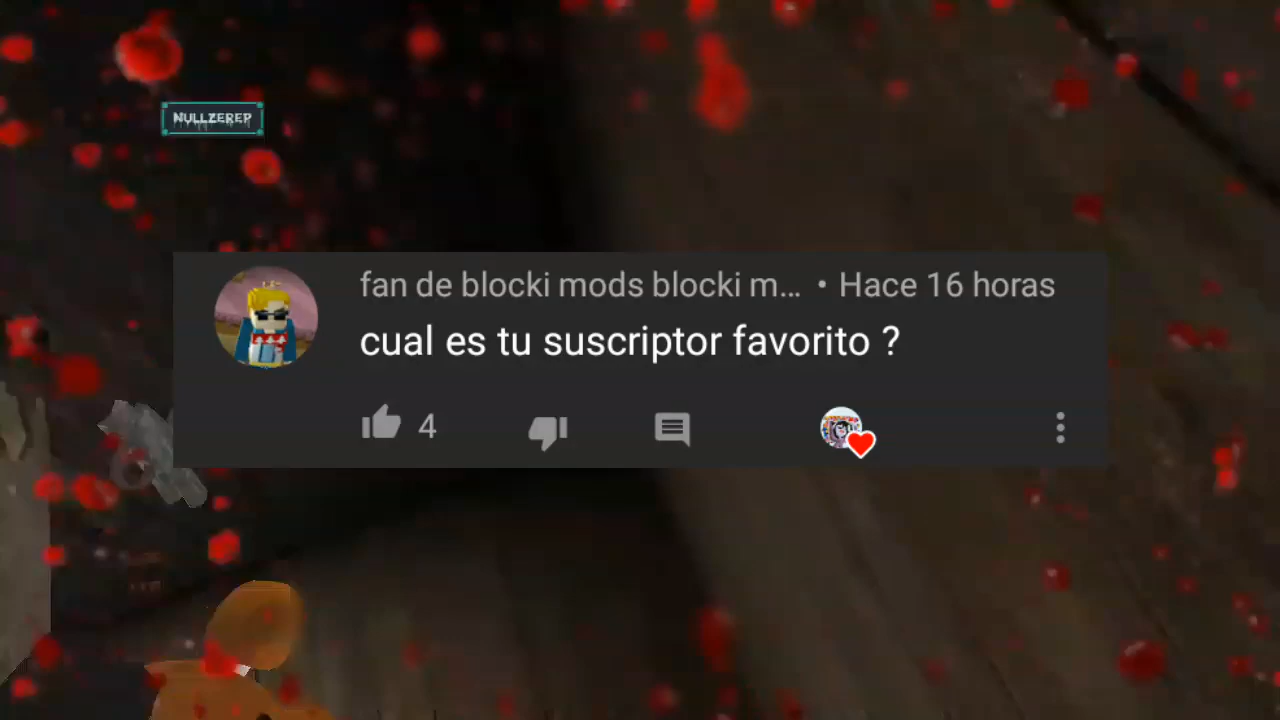 NULLZEREP
fan de blocki mods blocki m... • Hace 16 horas
cual es tu suscriptor favorito ?
4